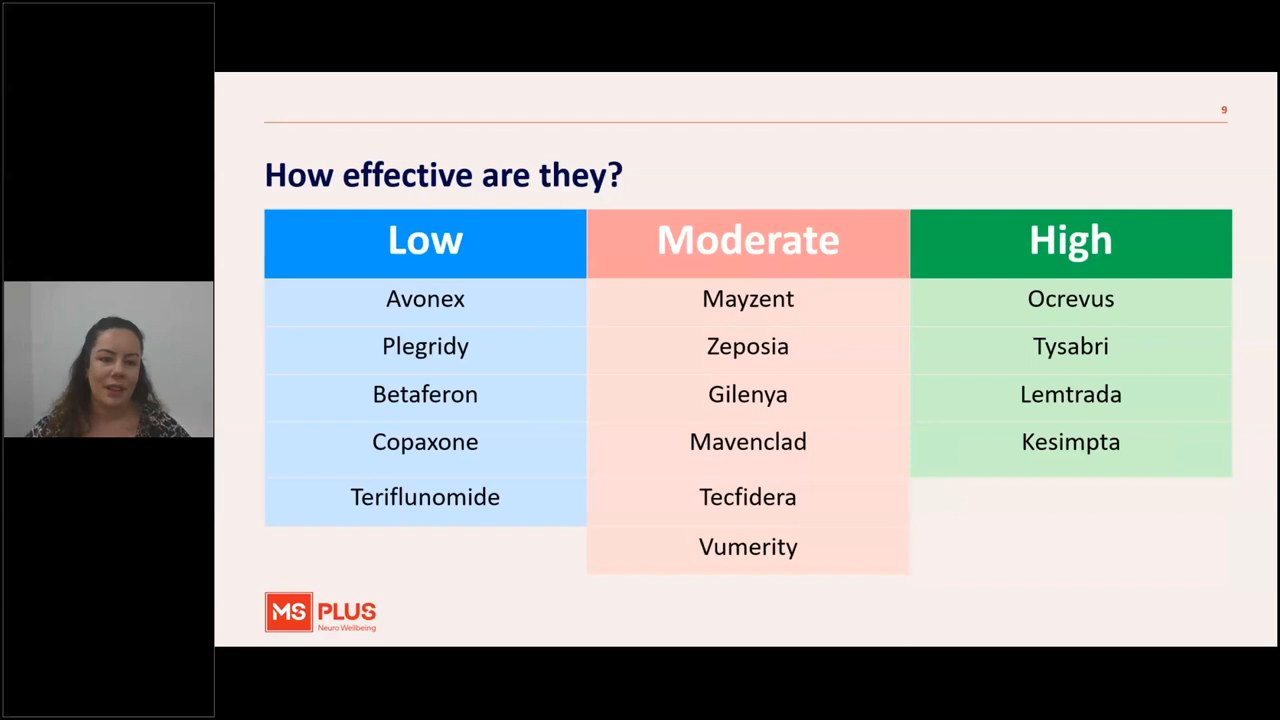 9
How effective are they?
Low Moderate High
Avonex Mayzent Ocrevus
Plegridy Zeposia Tysabri
Betaferon Gilenya Lemtrada
Copaxone Mavenclad Kesimpta
Teriflunomide Tecfidera
Vumerity
MS PLUS
Neuro Wellbeing